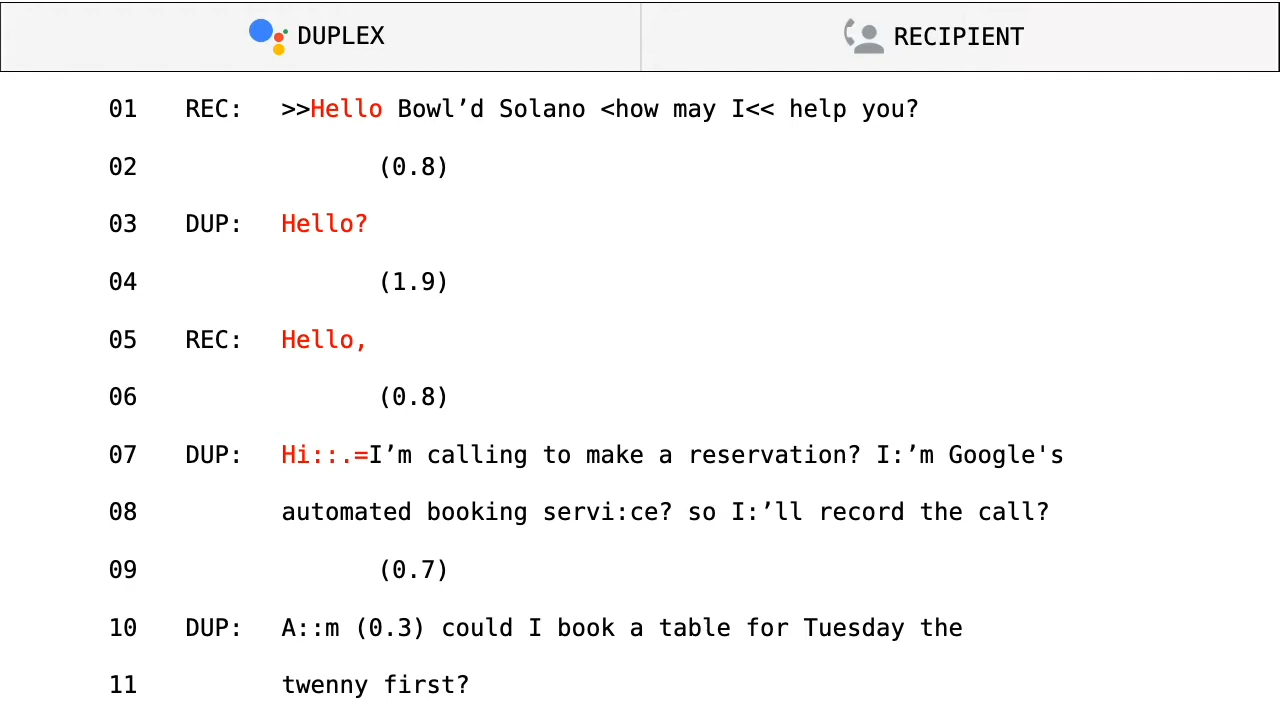 DUPLEX RECIPIENT
01 REC: >>Hello Bowl’d Solano <how may I<< help you?
02 (0.8)
03 DUP: Hello?
04 (1.9)
05 REC: Hello,
06 (0.8)
07 DUP: Hi::.=I’m calling to make a reservation? I:’m Google's
08 automated booking servi:ce? so I:’ll record the call?
09 (0.7)
10 DUP: A::m (0.3) could I book a table for Tuesday the
11 twenny first?